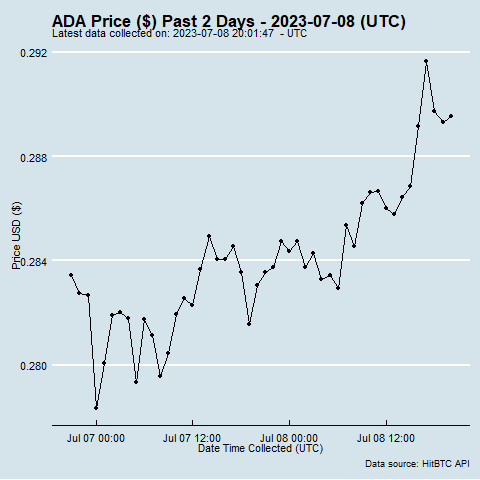 ADA Price ($) Past 2 Days - 2023-07-08 (UTC)
Latest data collected on: 2023-07-08 20:01:47  - UTC
0.292
0.288
0.284
0.280
Price USD ($)
Jul 07 00:00 Jul 07 12:00 Jul 08 00:00 Jul 08 12:00
Date Time Collected (UTC)
Data source: HitBTC API